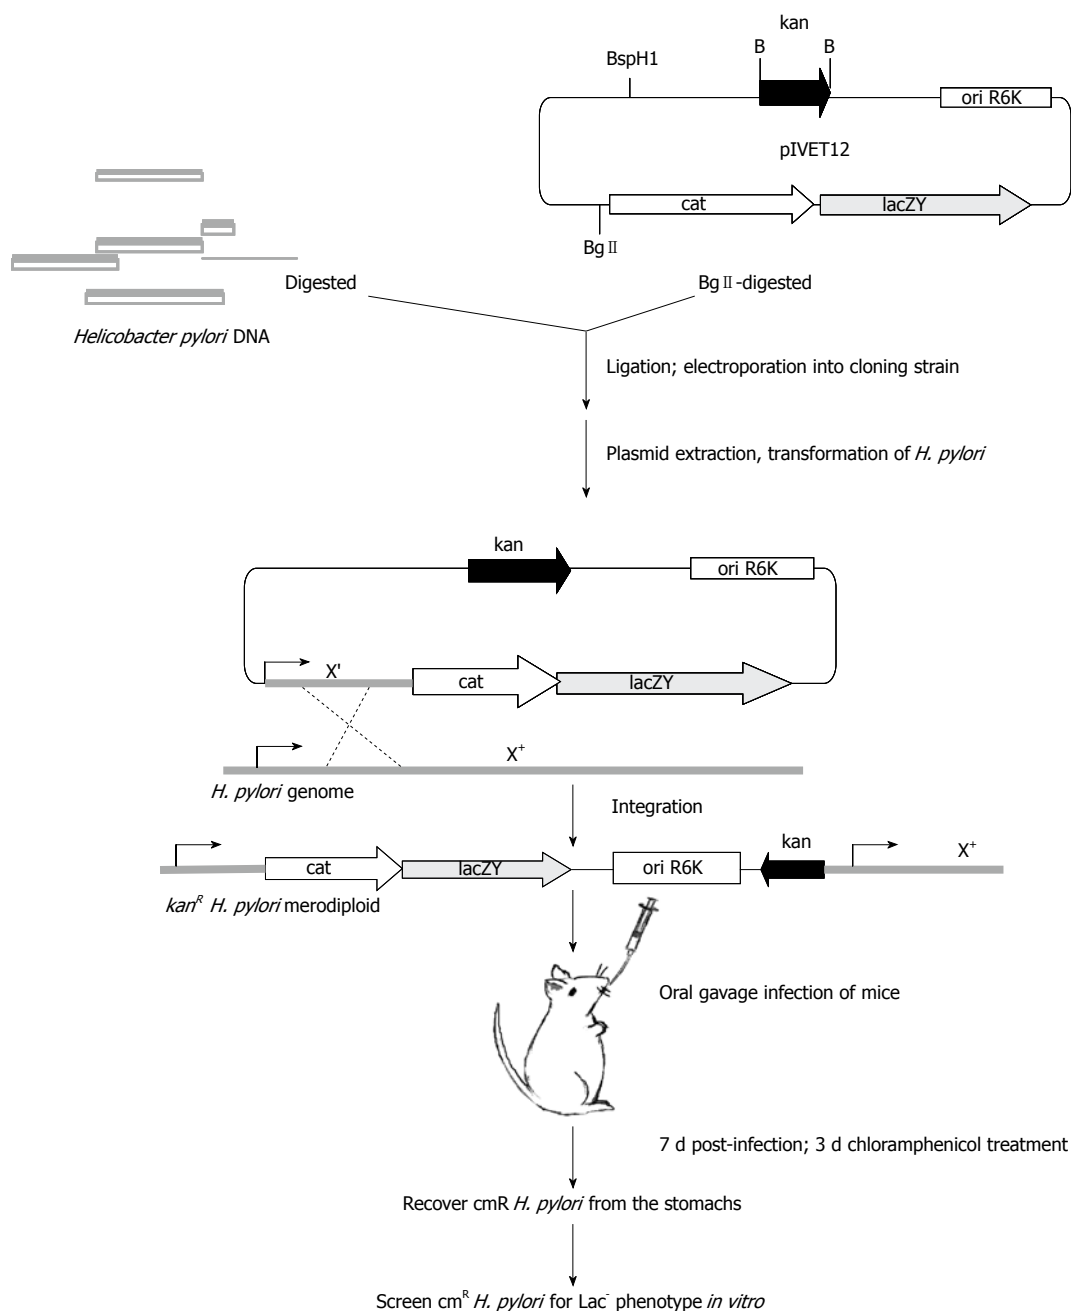 kan
B B
BspH1
ori R6K
pIVET12
cat
lacZY
Bg II
Digested
Bg II-digested
Helicobacter pylori DNA
Ligation; electroporation into cloning strain
Plasmid extraction, transformation of H. pylori
kan
ori R6K
X'
cat
lacZY
X⁺
H. pylori genome
Integration
kan
cat
lacZY
ori R6K
X⁺
kanᴿ H. pylori merodiploid
Oral gavage infection of mice
7 d post-infection; 3 d chloramphenicol treatment
Recover cmR H. pylori from the stomachs
Screen cmᴿ H. pylori for Lac⁻ phenotype in vitro